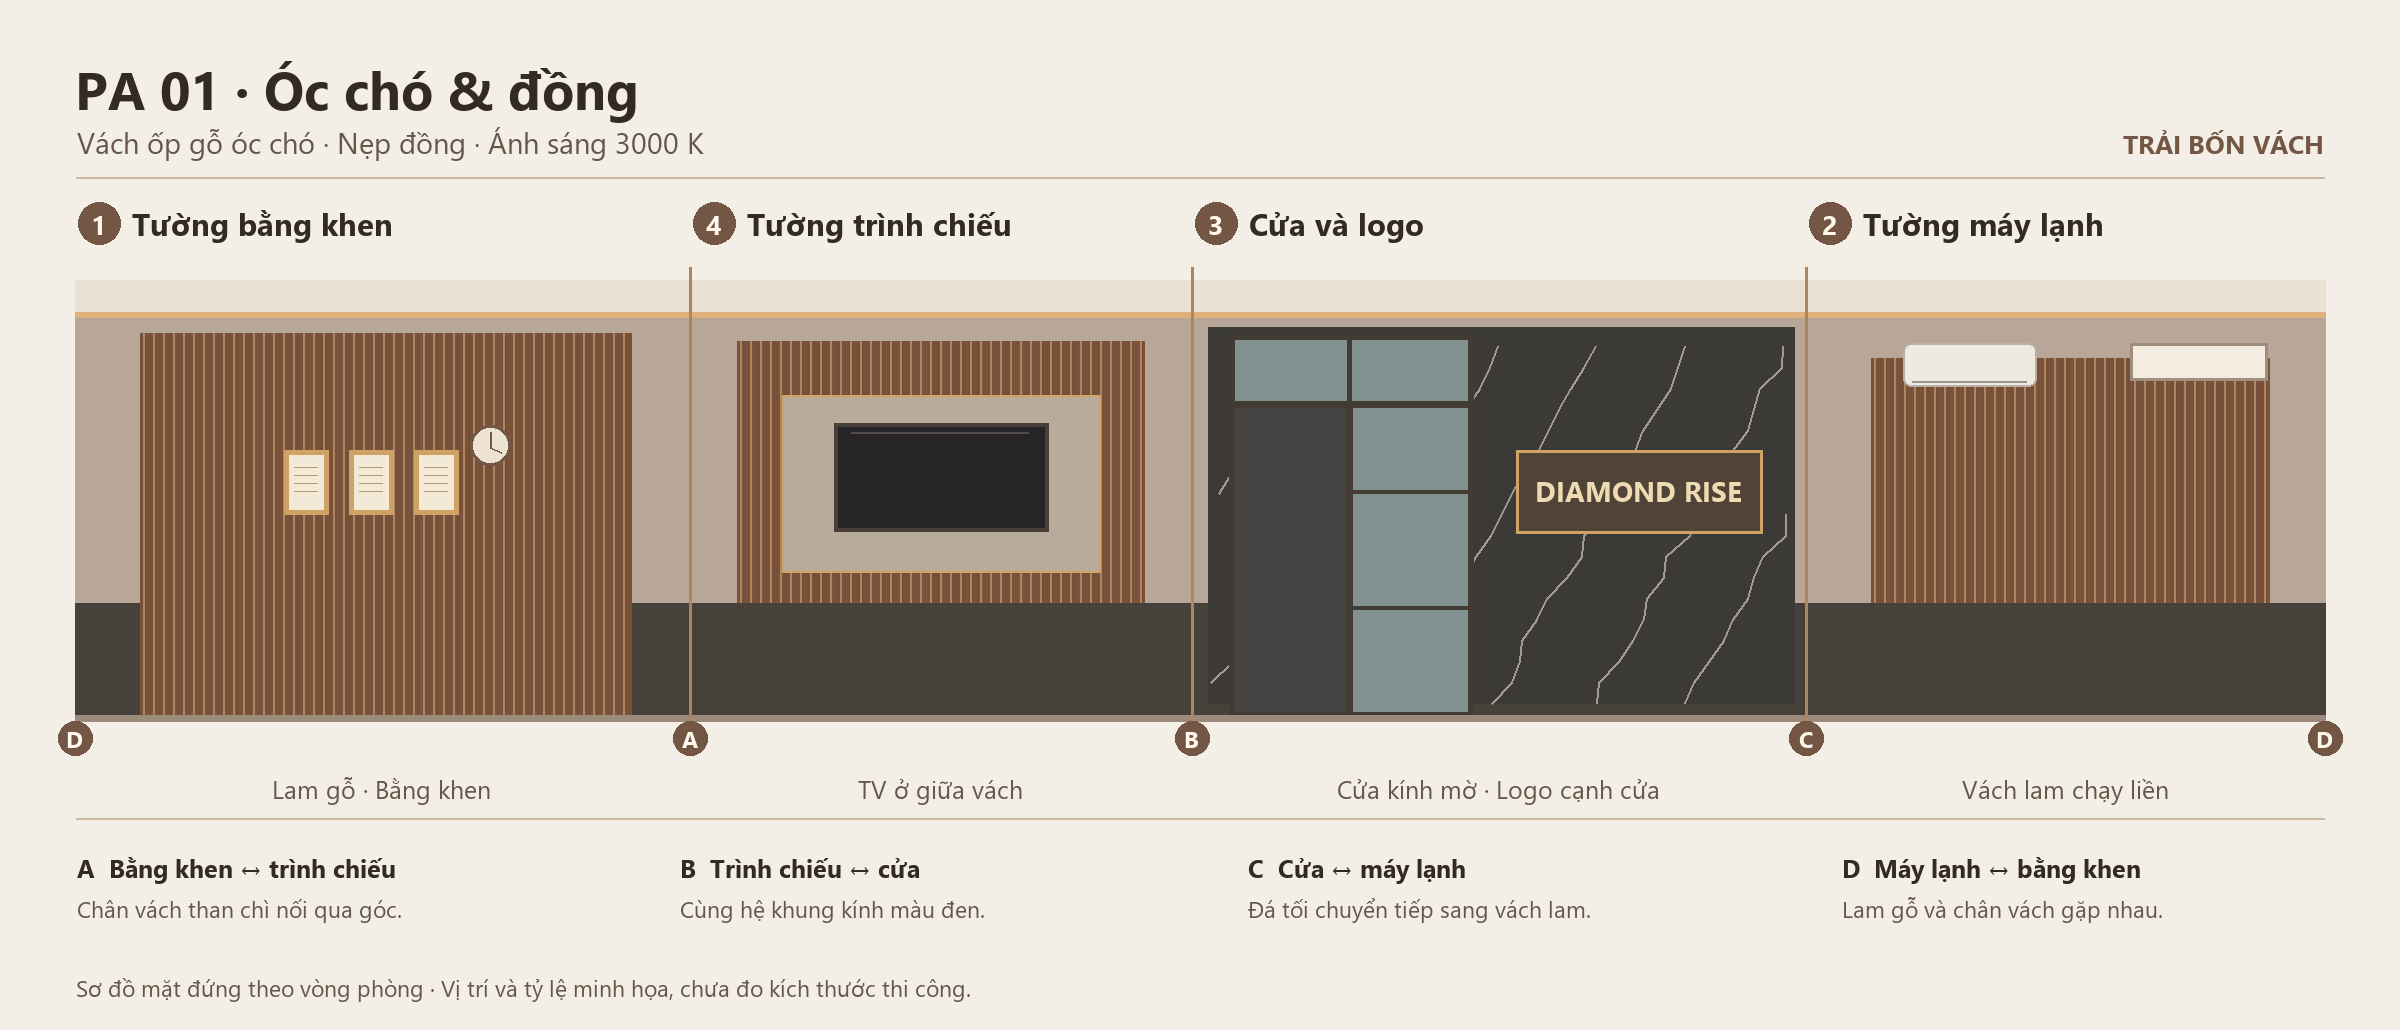 PA 01 · Óc chó & đồng
Vách ốp gỗ óc chó · Nẹp đồng · Ánh sáng 3000 K
TRẢI BỐN VÁCH
1 Tường bằng khen
4 Tường trình chiếu
3 Cửa và logo
2 Tường máy lạnh
DIAMOND RISE
D
A
B
C
D
Lam gỗ · Bằng khen
TV ở giữa vách
Cửa kính mờ · Logo cạnh cửa
Vách lam chạy liền
A Bằng khen ↔ trình chiếu
Chân vách than chì nối qua góc.
B Trình chiếu ↔ cửa
Cùng hệ khung kính màu đen.
C Cửa ↔ máy lạnh
Đá tối chuyển tiếp sang vách lam.
D Máy lạnh ↔ bằng khen
Lam gỗ và chân vách gặp nhau.
Sơ đồ mặt đứng theo vòng phòng · Vị trí và tỷ lệ minh họa, chưa đo kích thước thi công.